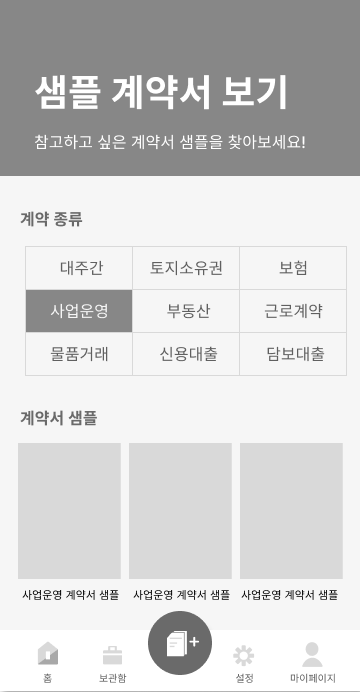 샘플 계약서 보기
참고하고 싶은 계약서 샘플을 찾아보세요!
계약 종류
대주간 토지소유권 보험
사업운영 부동산 근로계약
물품거래 신용대출 담보대출
계약서 샘플
사업운영 계약서 샘플 사업운영 계약서 샘플 사업운영 계약서 샘플
홈 보관함 설정 마이페이지